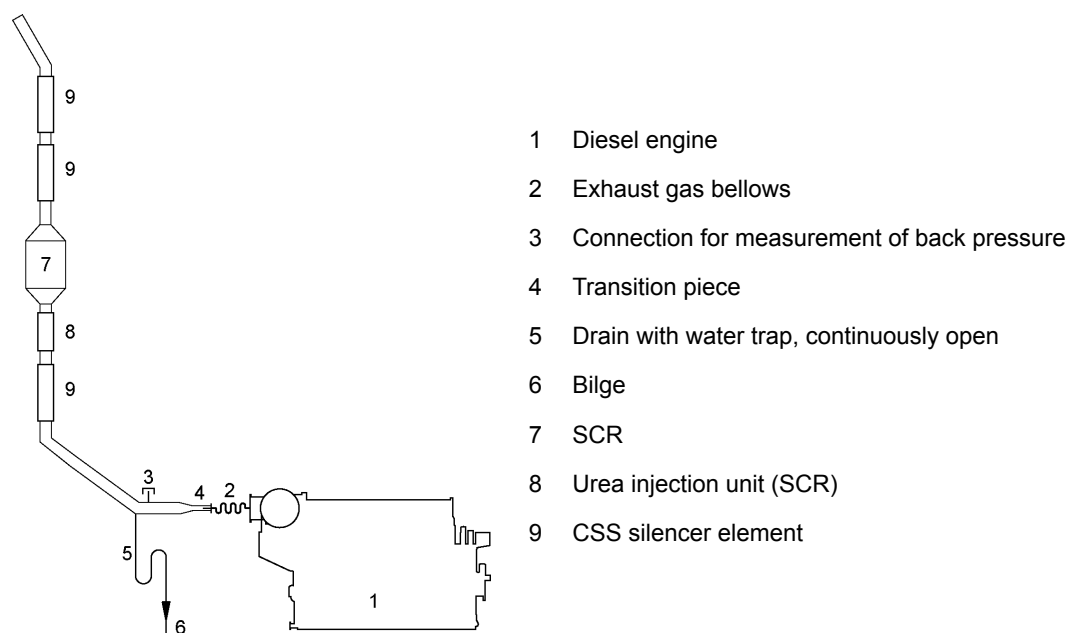 9
9
7
8
9
3
4
2
5
1
6
1 Diesel engine
2 Exhaust gas bellows
3 Connection for measurement of back pressure
4 Transition piece
5 Drain with water trap, continuously open
6 Bilge
7 SCR
8 Urea injection unit (SCR)
9 CSS silencer element